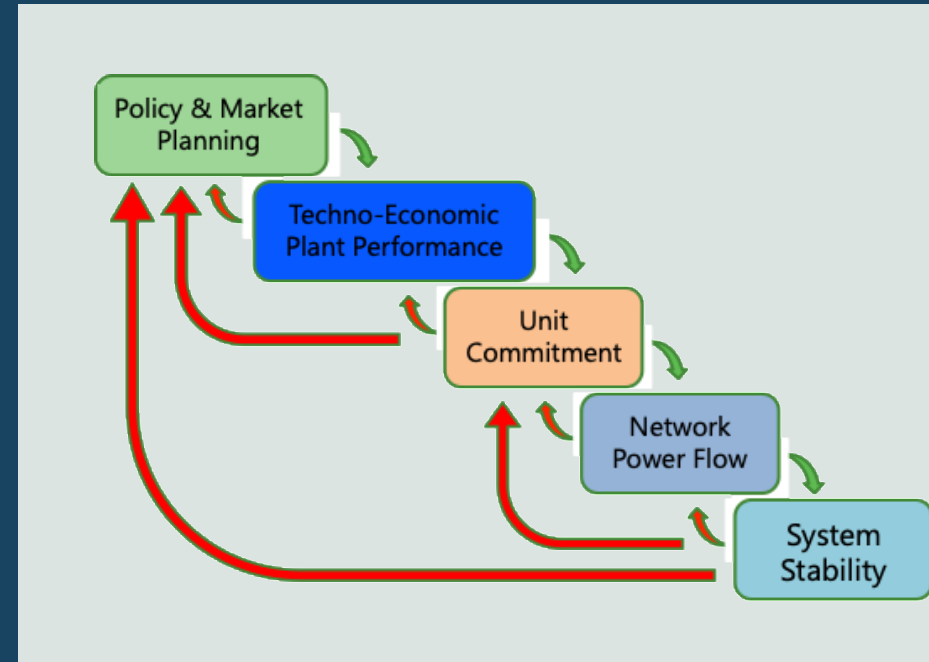 Policy & Market
Planning
Techno-Economic
Plant Performance
Unit
Commitment
Network
Power Flow
System
Stability